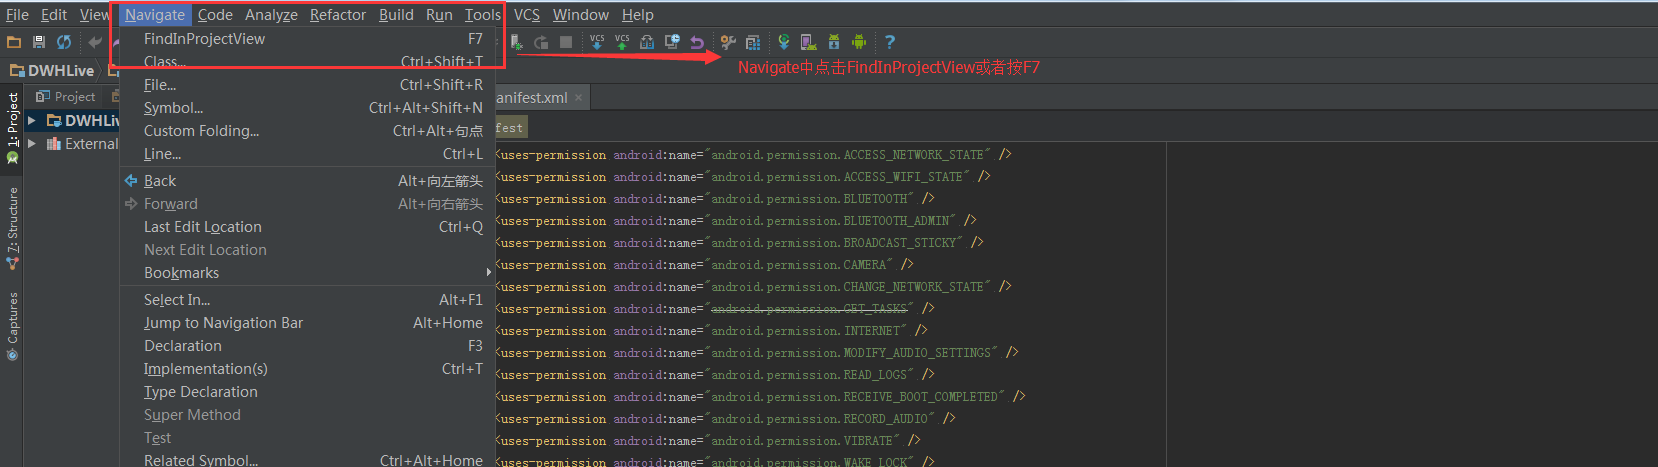 File Edit View Navigate Code Analyze Refactor Build Run Tools VCS Window Help
FindInProjectView F7
VCS VCS ?
Class... Ctrl+Shift+T
Navigate中点击FindInProjectView或者按F7
DWHLive
File... Ctrl+Shift+R
Project
anifest.xml ×
Symbol... Ctrl+Alt+Shift+N
1: Project
DWHLive
Custom Folding... Ctrl+Alt+句点
fest
External
Line... Ctrl+L
<uses-permission android:name="android.permission.ACCESS_NETWORK_STATE" />
Back Alt+向左箭头
<uses-permission android:name="android.permission.ACCESS_WIFI_STATE" />
Forward Alt+向右箭头
<uses-permission android:name="android.permission.BLUETOOTH" />
7: Structure
Last Edit Location Ctrl+Q
<uses-permission android:name="android.permission.BLUETOOTH_ADMIN" />
Next Edit Location
<uses-permission android:name="android.permission.BROADCAST_STICKY" />
Bookmarks
<uses-permission android:name="android.permission.CAMERA" />
<uses-permission android:name="android.permission.CHANGE_NETWORK_STATE" />
Select In... Alt+F1
<uses-permission android:name="android.permission.GET_TASKS" />
Captures
Jump to Navigation Bar Alt+Home
<uses-permission android:name="android.permission.INTERNET" />
Declaration F3
<uses-permission android:name="android.permission.MODIFY_AUDIO_SETTINGS" />
Implementation(s) Ctrl+T
<uses-permission android:name="android.permission.READ_LOGS" />
Type Declaration
<uses-permission android:name="android.permission.RECEIVE_BOOT_COMPLETED" />
Super Method
<uses-permission android:name="android.permission.RECORD_AUDIO" />
Test
<uses-permission android:name="android.permission.VIBRATE" />
Related Symbol... Ctrl+Alt+Home
<uses-permission android:name="android.permission.WAKE_LOCK" />